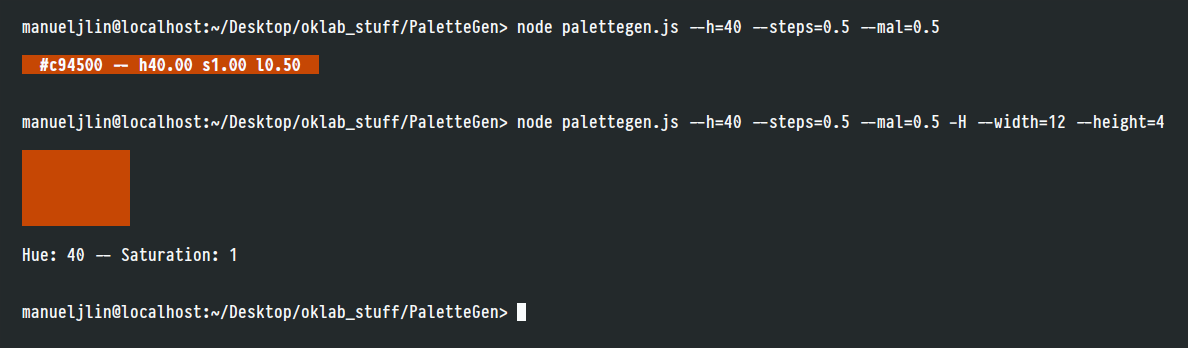 manueljlin@localhost:~/Desktop/oklab_stuff/PaletteGen> node palettegen.js --h=40 --steps=0.5 --mal=0.5
#c94500 -- h40.00 s1.00 l0.50
manueljlin@localhost:~/Desktop/oklab_stuff/PaletteGen> node palettegen.js --h=40 --steps=0.5 --mal=0.5 -H --width=12 --height=4
Hue: 40 -- Saturation: 1
manueljlin@localhost:~/Desktop/oklab_stuff/PaletteGen>